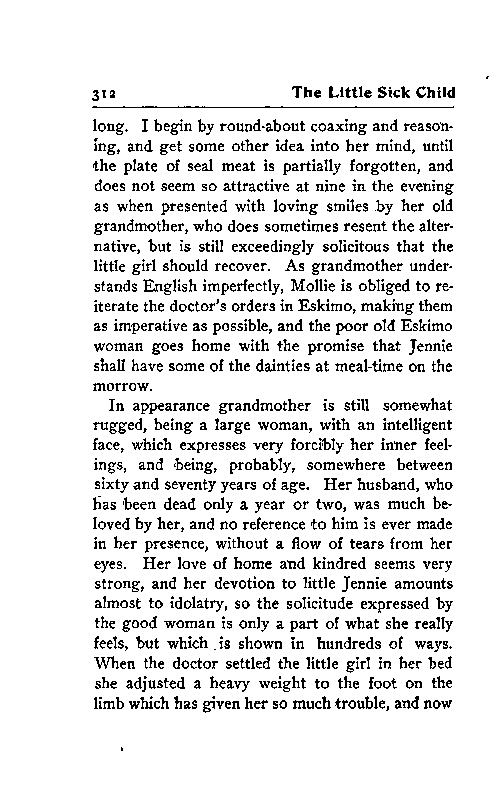 312 The Little Sick Child
long. I begin by round-about coaxing and reason-
ing, and get some other idea into her mind, until
the plate of seal meat is partially forgotten, and
does not seem so attractive at nine in the evening
as when presented with loving smiles by her old
grandmother, who does sometimes resent the alter-
native, but is still exceedingly solicitous that the
little girl should recover. As grandmother under-
stands English imperfectly, Mollie is obliged to re-
iterate the doctor's orders in Eskimo, making them
as imperative as possible, and the poor old Eskimo
woman goes home with the promise that Jennie
shall have some of the dainties at meal-time on the
morrow.
In appearance grandmother is still somewhat
rugged, being a large woman, with an intelligent
face, which expresses very forcibly her inner feel-
ings, and being, probably, somewhere between
sixty and seventy years of age. Her husband, who
has been dead only a year or two, was much be-
loved by her, and no reference to him is ever made
in her presence, without a flow of tears from her
eyes. Her love of home and kindred seems very
strong, and her devotion to little Jennie amounts
almost to idolatry, so the solicitude expressed by
the good woman is only a part of what she really
feels, but which is shown in hundreds of ways.
When the doctor settled the little girl in her bed
she adjusted a heavy weight to the foot on the
limb which has given her so much trouble, and now